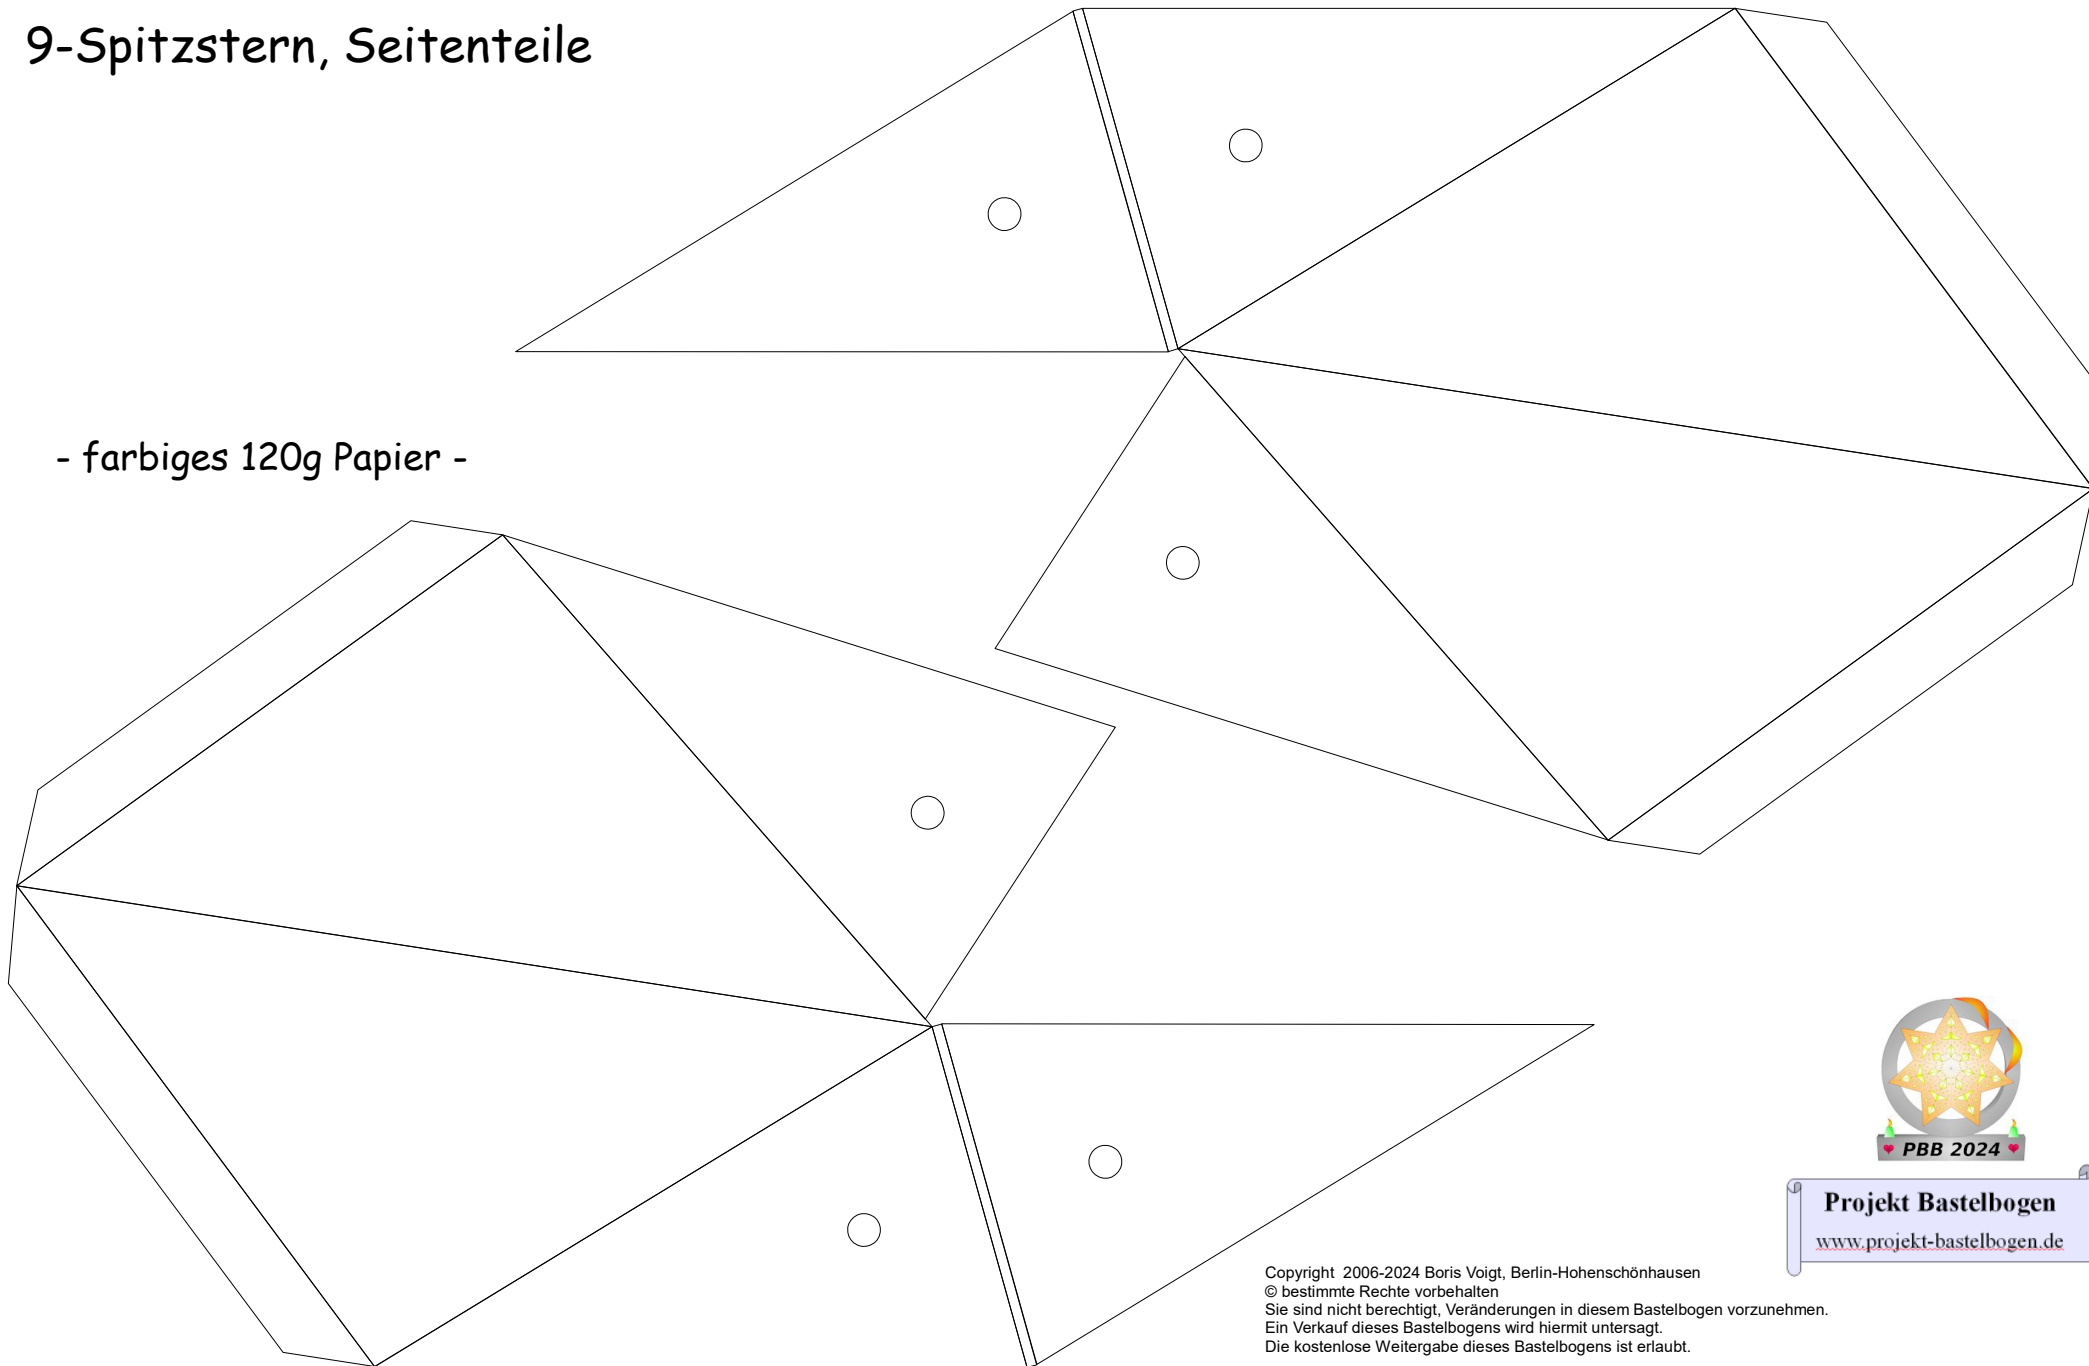 9-Spitzstern, Seitenteile
- farbiges 120g Papier -
PBB 2024
Projekt Bastelbogen
www.projekt-bastelbogen.de
Copyright 2006-2024 Boris Voigt, Berlin-Hohenschönhausen
© bestimmte Rechte vorbehalten
Sie sind nicht berechtigt, Veränderungen in diesem Bastelbogen vorzunehmen.
Ein Verkauf dieses Bastelbogens wird hiermit untersagt.
Die kostenlose Weitergabe dieses Bastelbogens ist erlaubt.